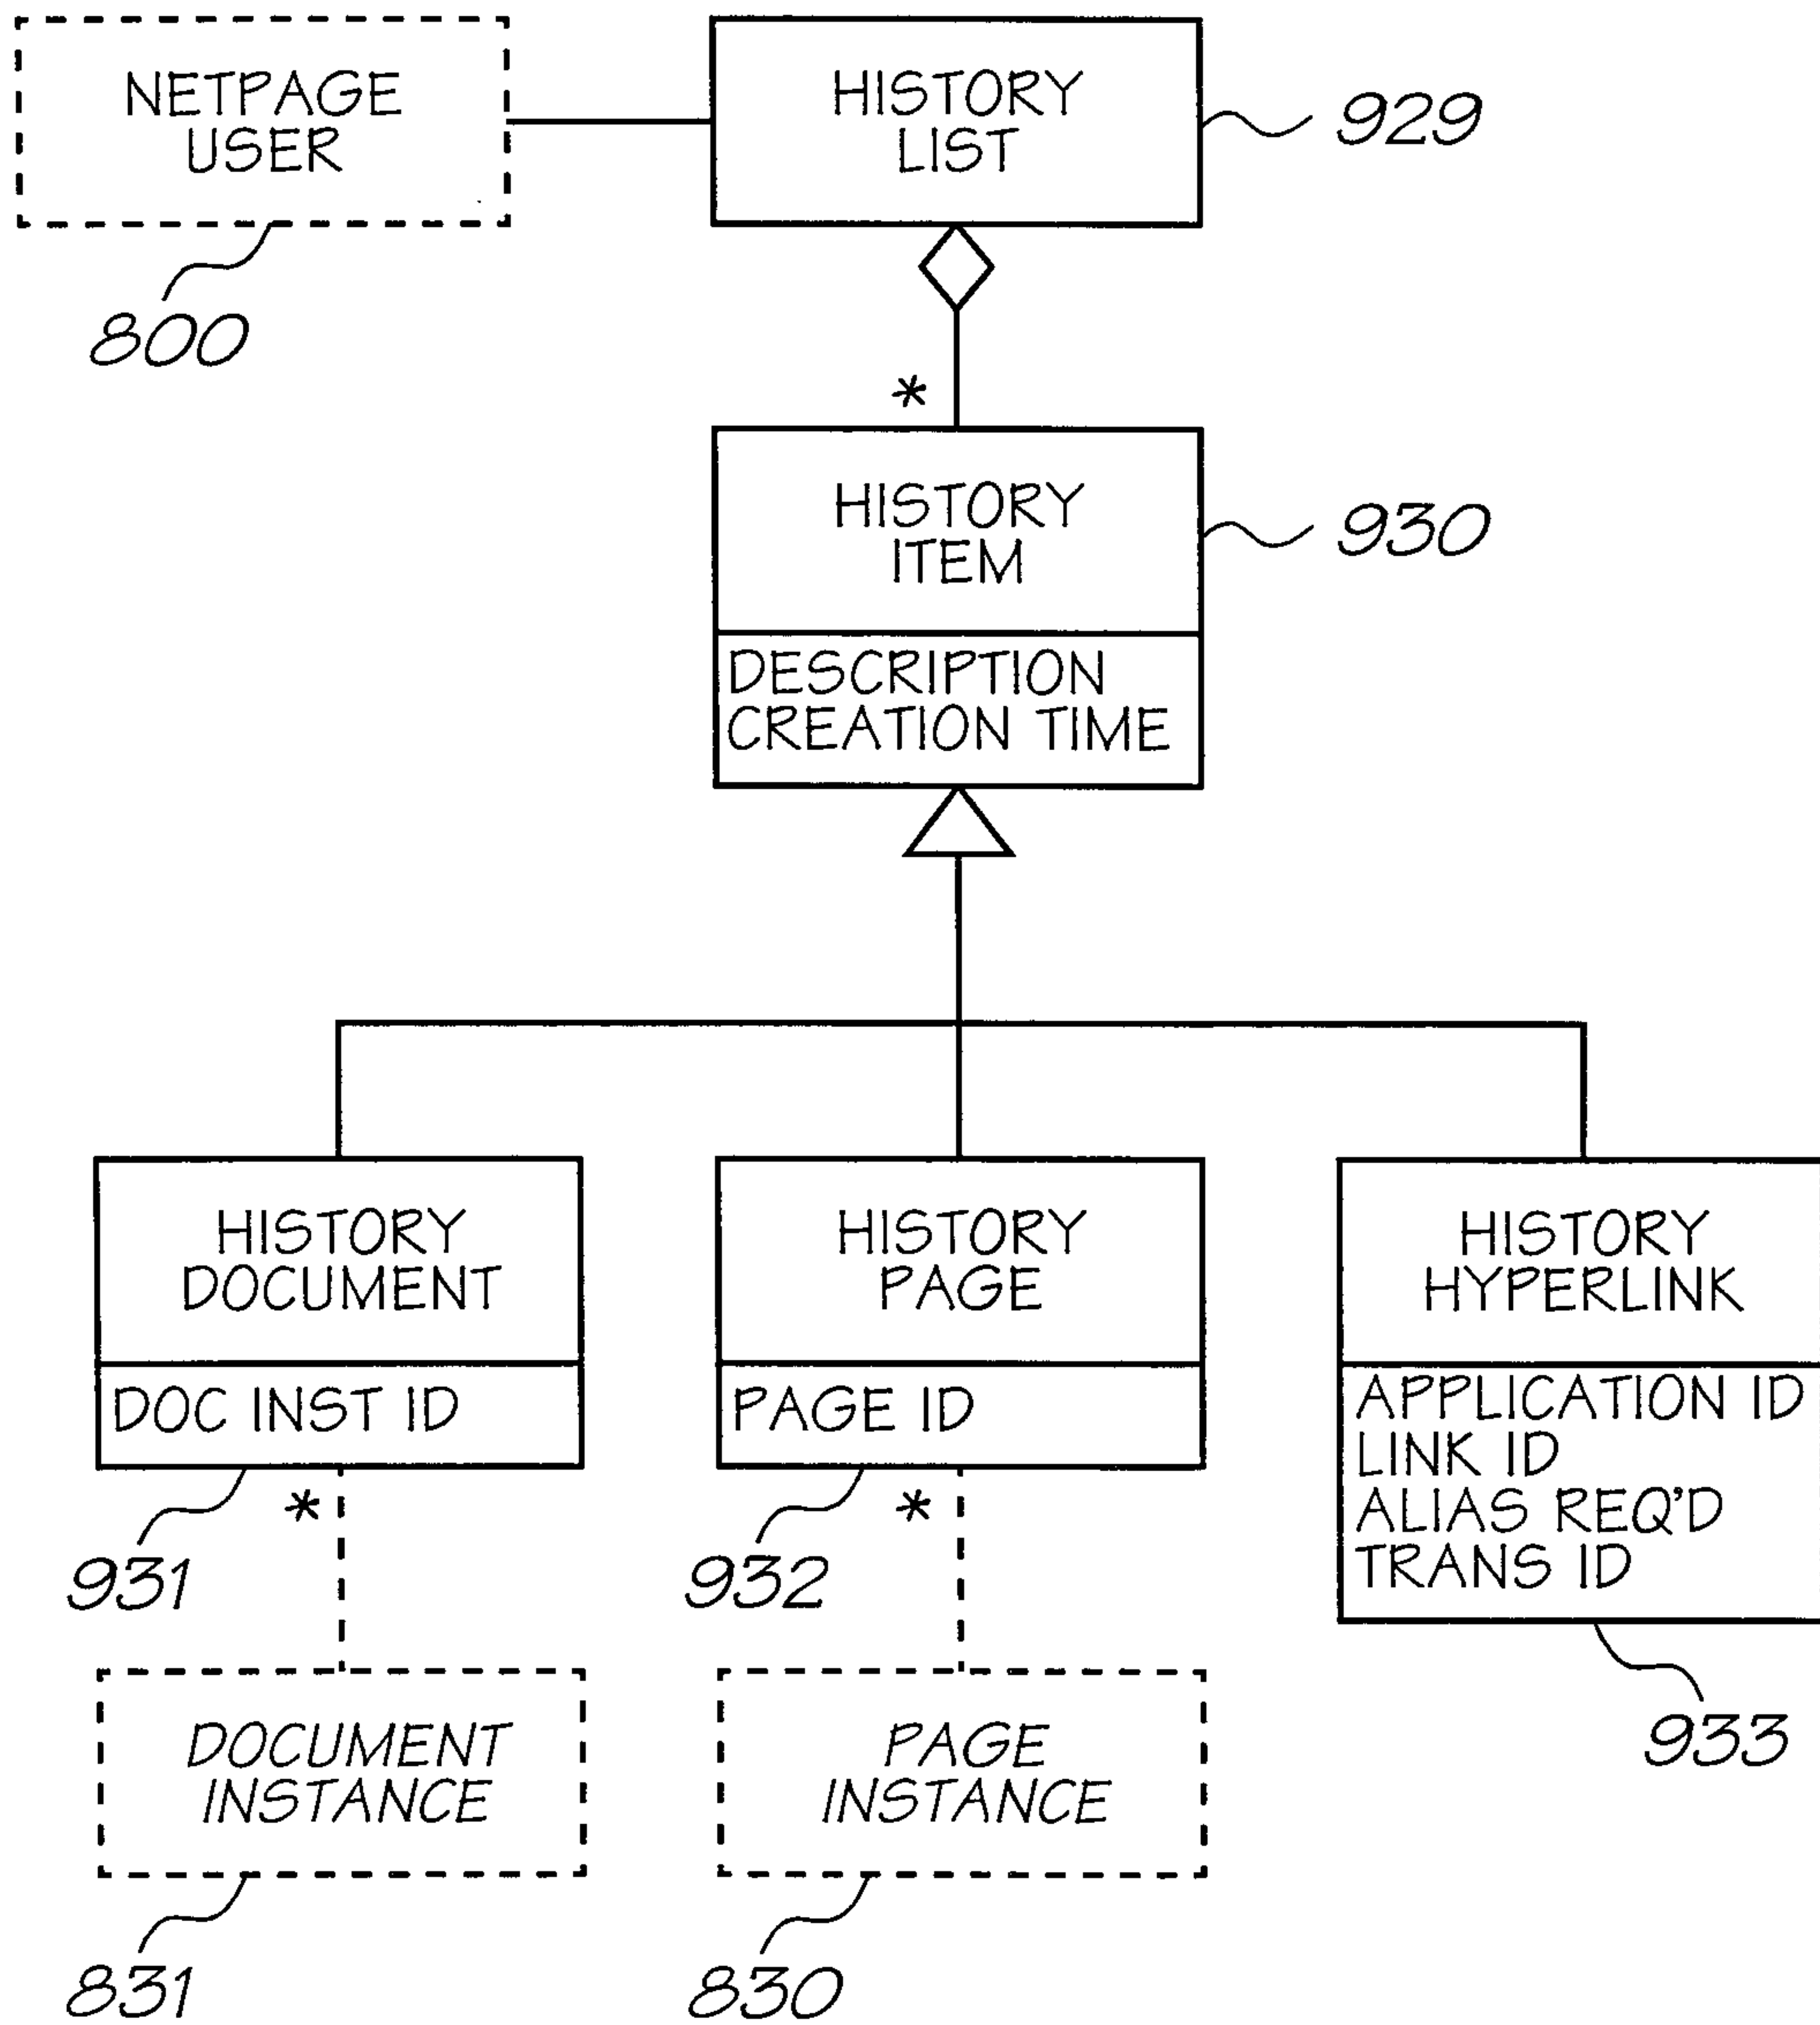 NETPAGE
USER
800
HISTORY
LIST
929
*
HISTORY
ITEM
930
DESCRIPTION
CREATION TIME
HISTORY
DOCUMENT
DOC INST ID
931
*
HISTORY
PAGE
PAGE ID
932
*
HISTORY
HYPERLINK
APPLICATION ID
LINK ID
ALIAS REQ'D
TRANS ID
933
DOCUMENT
INSTANCE
831
PAGE
INSTANCE
830